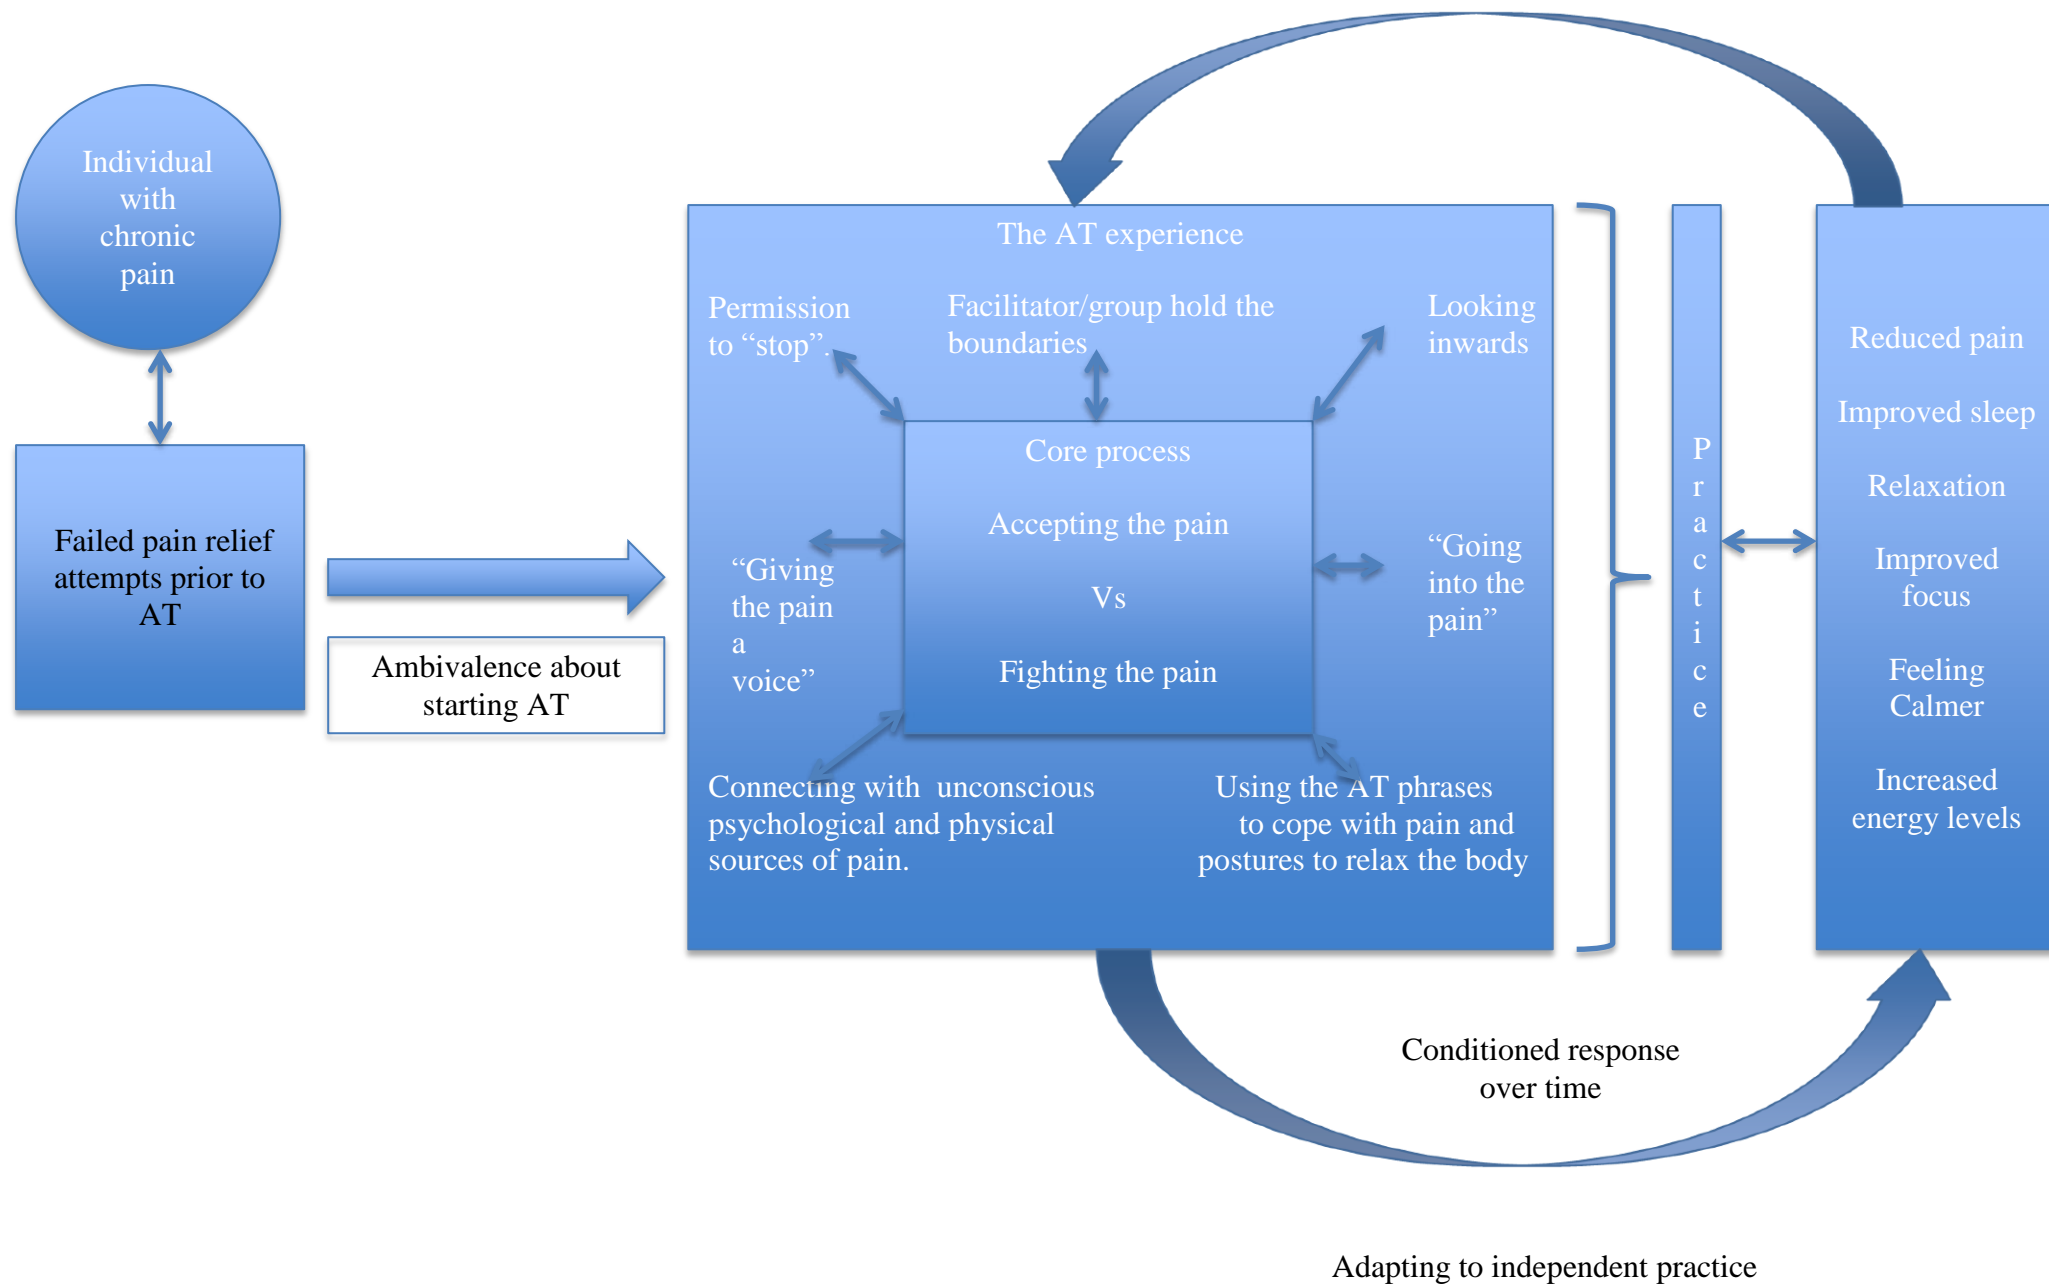 Individual
with
chronic
pain
Failed pain relief
attempts prior to
AT
Ambivalence about
starting AT
The AT experience
Permission
to “stop”.
Facilitator/group hold the
boundaries
Looking
inwards
Core process
Accepting the pain
Vs
Fighting the pain
“Giving
the pain
a
voice”
“Going
into the
pain”
Connecting with  unconscious
psychological and physical
sources of pain.
Using the AT phrases
to cope with pain and
postures to relax the body
P
r
a
c
t
i
c
e
Reduced pain
Improved sleep
Relaxation
Improved
focus
Feeling
Calmer
Increased
energy levels
Conditioned response
over time
Adapting to independent practice